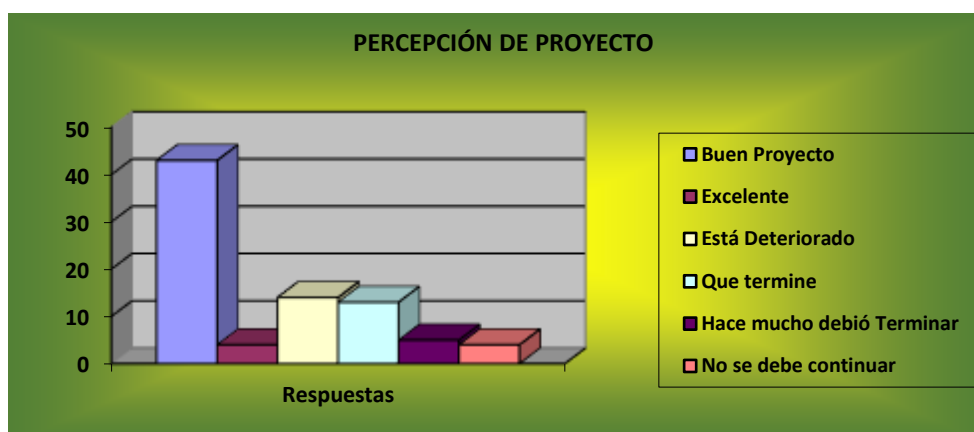 PERCEPCIÓN DE PROYECTO
50
40
30
20
10
0
Respuestas
Buen Proyecto
Excelente
Está Deteriorado
Que termine
Hace mucho debió Terminar
No se debe continuar